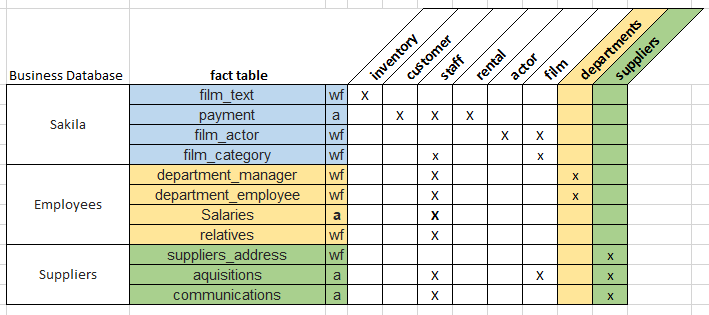 inventory customer staff rental actor film departments suppliers
Business Database fact table
film_text wf X
Sakila payment a X X X
film_actor wf X X
film_category wf x x
department_manager wf X x
Employees department_employee wf X x
Salaries a x
relatives wf X
suppliers_address wf x
Suppliers aquisitions a X X x
communications a X x